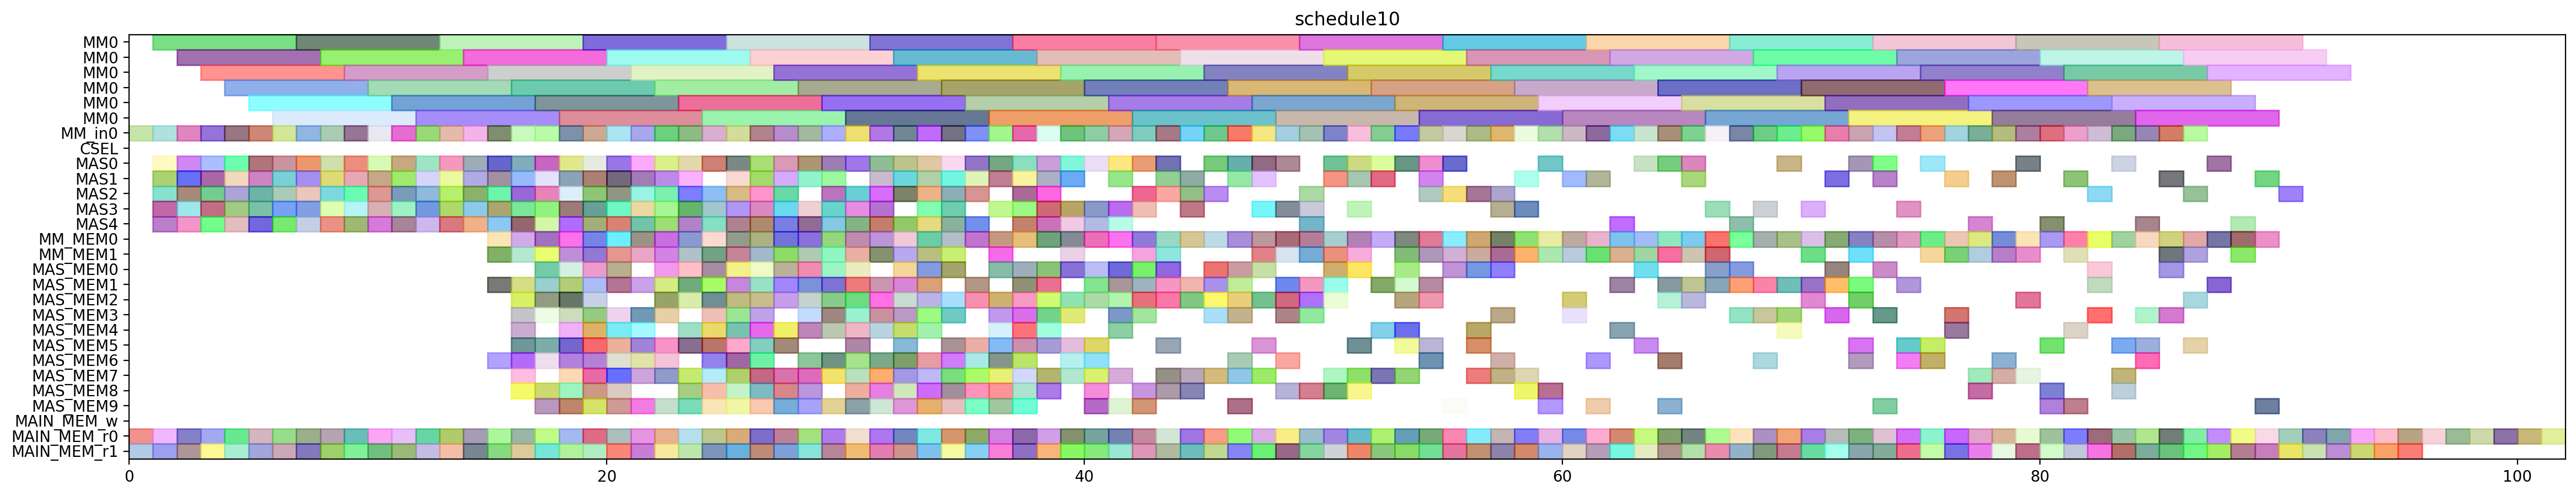 schedule10
MM0
MM0
MM0
MM0
MM0
MM0
MM_in0
CSEL
MAS0
MAS1
MAS2
MAS3
MAS4
MM_MEM0
MM_MEM1
MAS_MEM0
MAS_MEM1
MAS_MEM2
MAS_MEM3
MAS_MEM4
MAS_MEM5
MAS_MEM6
MAS_MEM7
MAS_MEM8
MAS_MEM9
MAIN_MEM_w
MAIN_MEM_r0
MAIN_MEM_r1
0 20 40 60 80 100